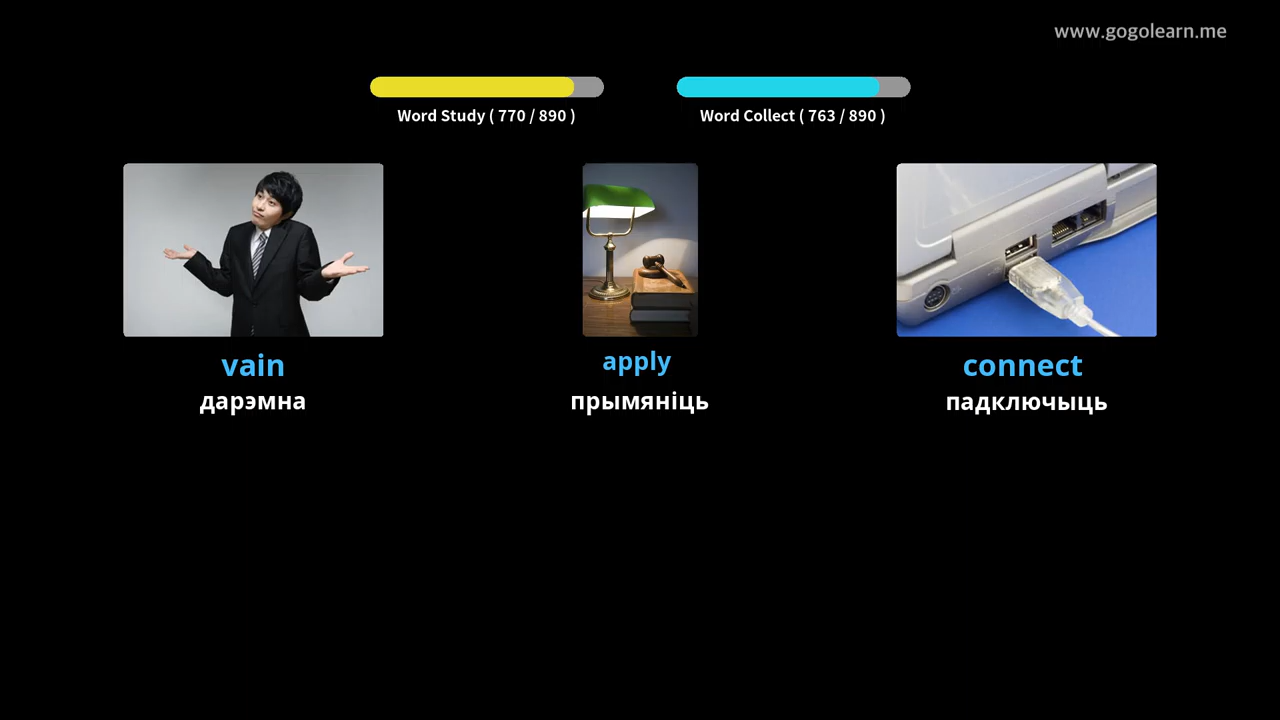 www.gogolearn.me
Word Study ( 770 / 890 )
Word Collect ( 763 / 890 )
vain
apply
connect
дарэмна
прымяніць
падключыць